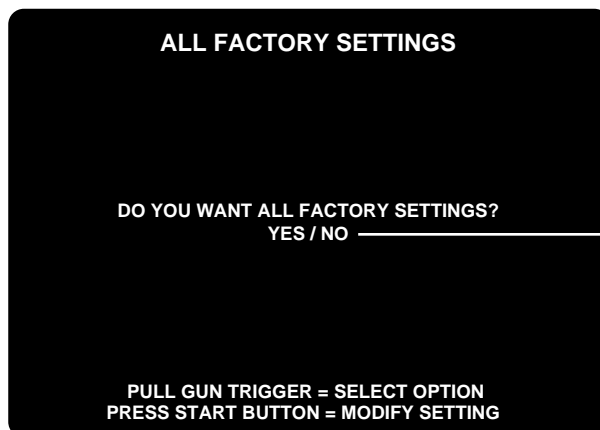 ALL FACTORY SETTINGS
DO YOU WANT ALL FACTORY SETTINGS?
YES / NO
PULL GUN TRIGGER = SELECT OPTION
PRESS START BUTTON = MODIFY SETTING